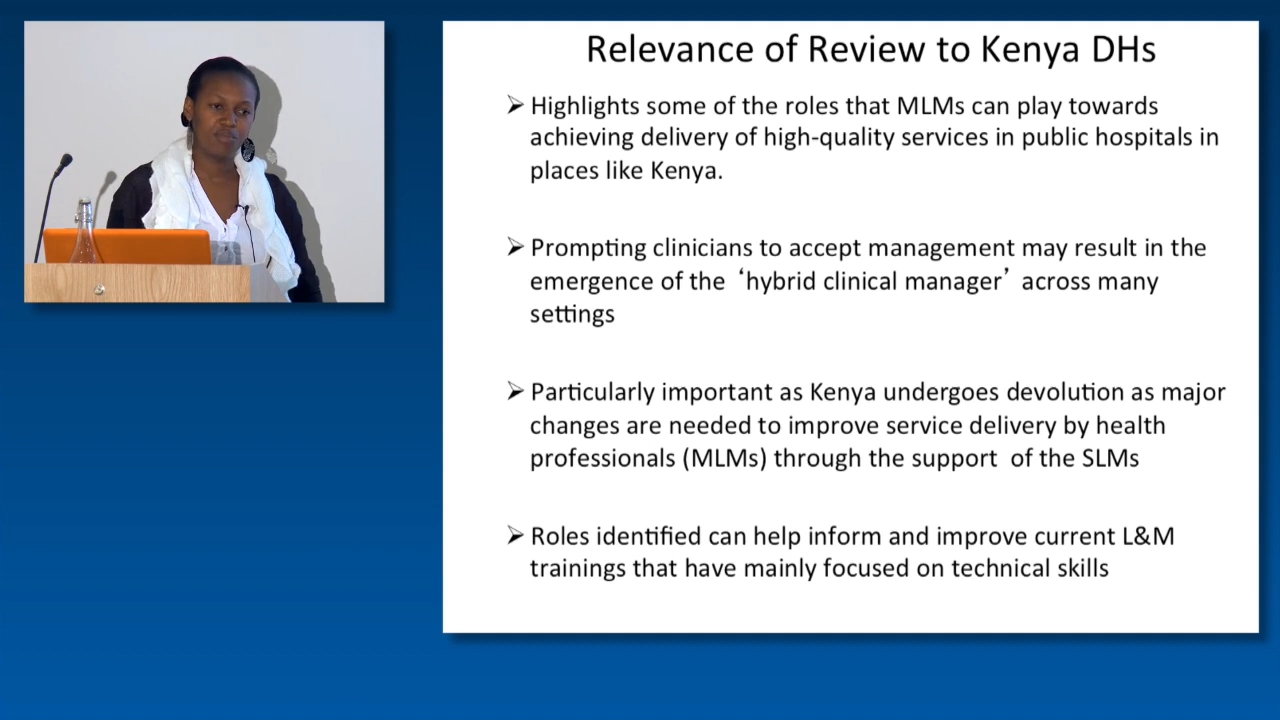 Relevance of Review to Kenya DHs
➢ Highlights some of the roles that MLMs can play towards
achieving delivery of high-quality services in public hospitals in
places like Kenya.
➢ Prompting clinicians to accept management may result in the
emergence of the ‘hybrid clinical manager’ across many
settings
➢ Particularly important as Kenya undergoes devolution as major
changes are needed to improve service delivery by health
professionals (MLMs) through the support of the SLMs
➢ Roles identified can help inform and improve current L&M
trainings that have mainly focused on technical skills